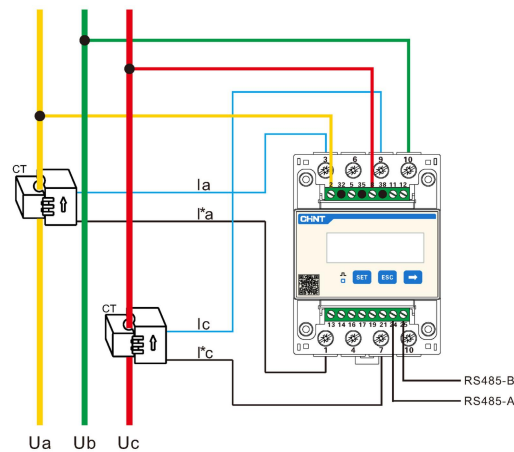 3 6 9 10
CT
2 32 5 35 8 38 11 12
Ia
I*a
CHNT
SET ESC
CT
Ic
I*c
13 14 16 17 19 21 24 25
1 4 7 10
RS485-B
RS485-A
Ua Ub Uc